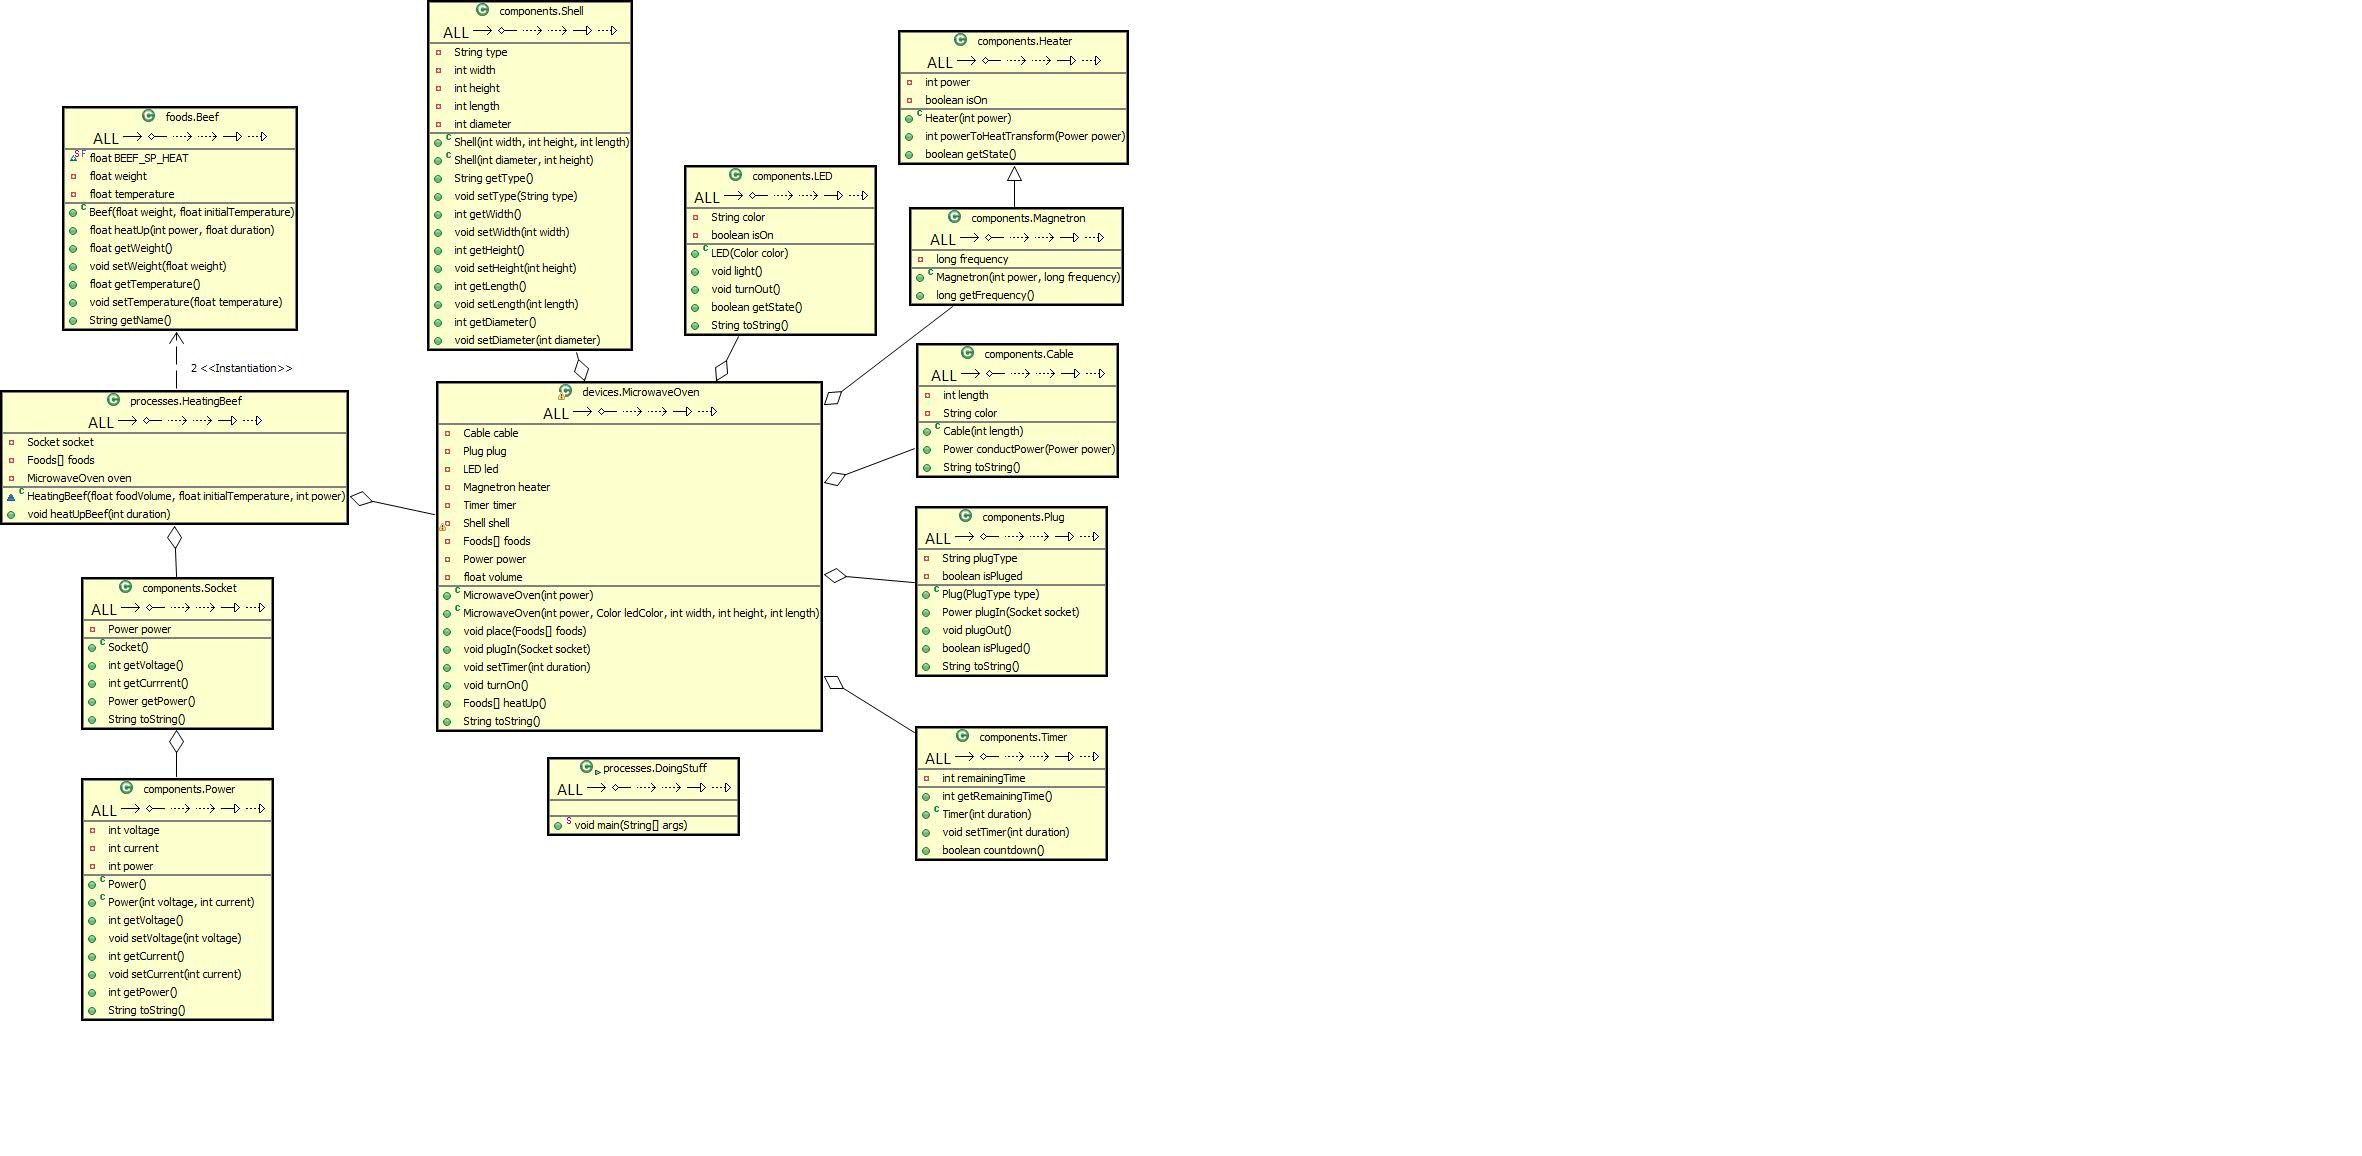 components.Shell
ALL
String type
int width
int height
int length
int diameter
Shell(int width, int height, int length)
Shell(int diameter, int height)
String getType()
void setType(String type)
int getWidth()
void setWidth(int width)
int getHeight()
void setHeight(int height)
int getLength()
void setLength(int length)
int getDiameter()
void setDiameter(int diameter)
components.Heater
ALL
int power
boolean isOn
Heater(int power)
int powerToHeatTransform(Power power)
boolean getState()
foods.Beef
ALL
float BEEF_SP_HEAT
float weight
float temperature
Beef(float weight, float initialTemperature)
float heatUp(int power, float duration)
float getWeight()
void setWeight(float weight)
float getTemperature()
void setTemperature(float temperature)
String getName()
components.LED
ALL
String color
boolean isOn
LED(Color color)
void light()
void turnOut()
boolean getState()
String toString()
components.Magnetron
ALL
long frequency
Magnetron(int power, long frequency)
long getFrequency()
2 <<Instantiation>>
components.Cable
ALL
int length
String color
Cable(int length)
Power conductPower(Power power)
String toString()
processes.HeatingBeef
ALL
Socket socket
Foods[] foods
MicrowaveOven oven
HeatingBeef(float foodVolume, float initialTemperature, int power)
void heatUpBeef(int duration)
devices.MicrowaveOven
ALL
Cable cable
Plug plug
LED led
Magnetron heater
Timer timer
Shell shell
Foods[] foods
Power power
float volume
MicrowaveOven(int power)
MicrowaveOven(int power, Color ledColor, int width, int height, int length)
void place(Foods[] foods)
void plugIn(Socket socket)
void setTimer(int duration)
void turnOn()
Foods[] heatUp()
String toString()
components.Plug
ALL
String plugType
boolean isPluged
Plug(PlugType type)
Power plugIn(Socket socket)
void plugOut()
boolean isPluged()
String toString()
components.Socket
ALL
Power power
Socket()
int getVoltage()
int getCurrrent()
Power getPower()
String toString()
components.Timer
ALL
int remainingTime
int getRemainingTime()
Timer(int duration)
void setTimer(int duration)
boolean countdown()
processes.DoingStuff
ALL
void main(String[] args)
components.Power
ALL
int voltage
int current
int power
Power()
Power(int voltage, int current)
int getVoltage()
void setVoltage(int voltage)
int getCurrent()
void setCurrent(int current)
int getPower()
String toString()